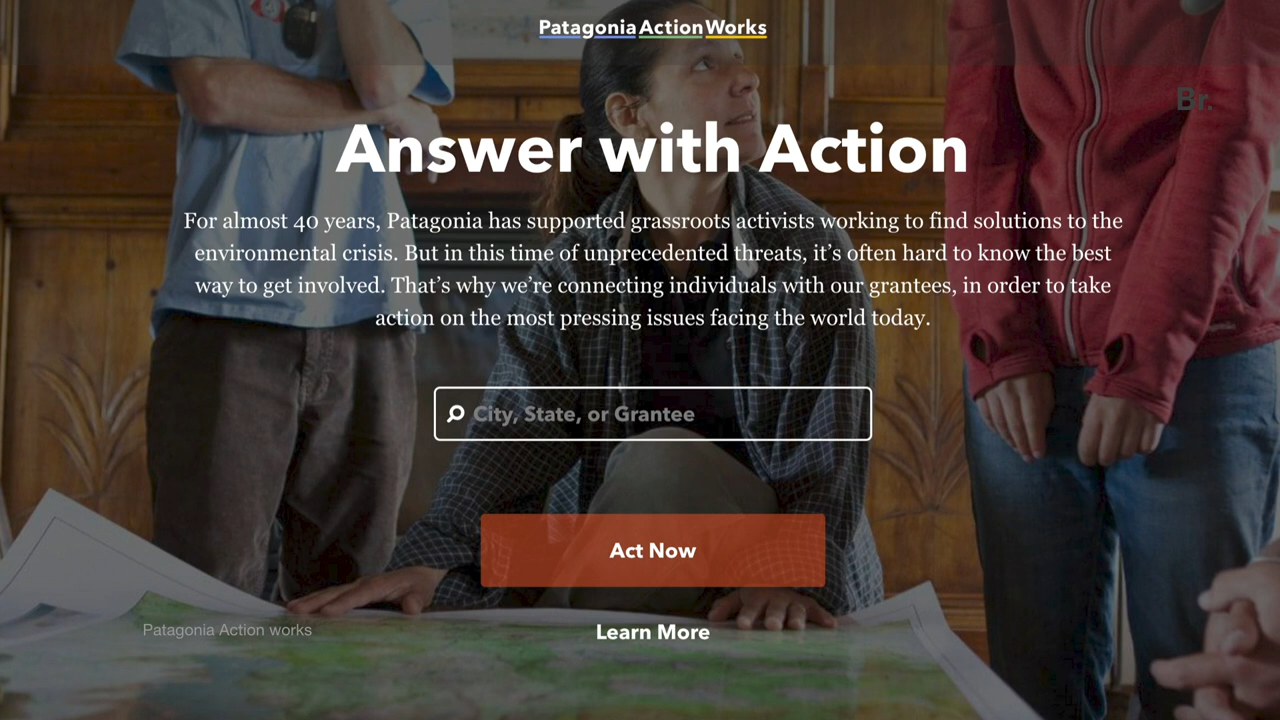 Patagonia Action Works
Br.
Answer with Action
For almost 40 years, Patagonia has supported grassroots activists working to find solutions to the
environmental crisis. But in this time of unprecedented threats, it’s often hard to know the best
way to get involved. That’s why we’re connecting individuals with our grantees, in order to take
action on the most pressing issues facing the world today.
City, State, or Grantee
Act Now
Patagonia Action works
Learn More